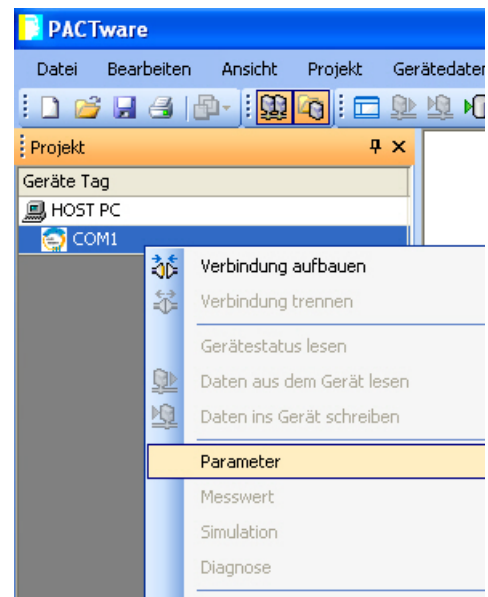 PACTware
Datei Bearbeiten Ansicht Projekt Gerätedaten
Projekt
Geräte Tag
HOST PC
COM1
Verbindung aufbauen
Verbindung trennen
Gerätestatus lesen
Daten aus dem Gerät lesen
Daten ins Gerät schreiben
Parameter
Messwert
Simulation
Diagnose